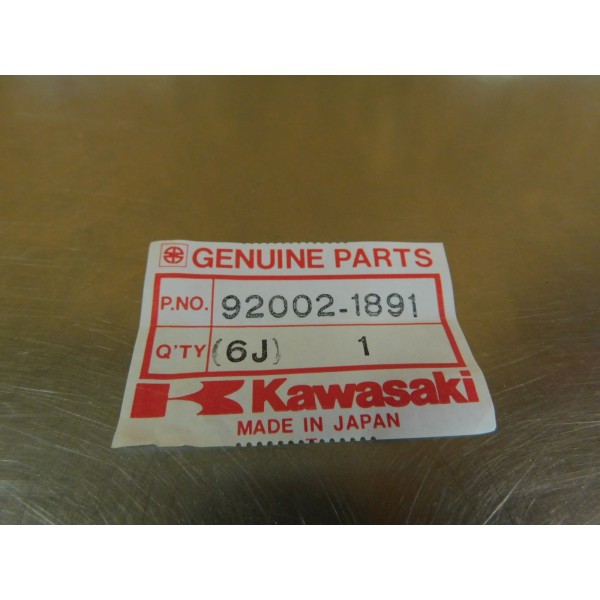 GENUINE PARTS
P.NO. 92002-1891
Q'TY (6J) 1
Kawasaki
MADE IN JAPAN